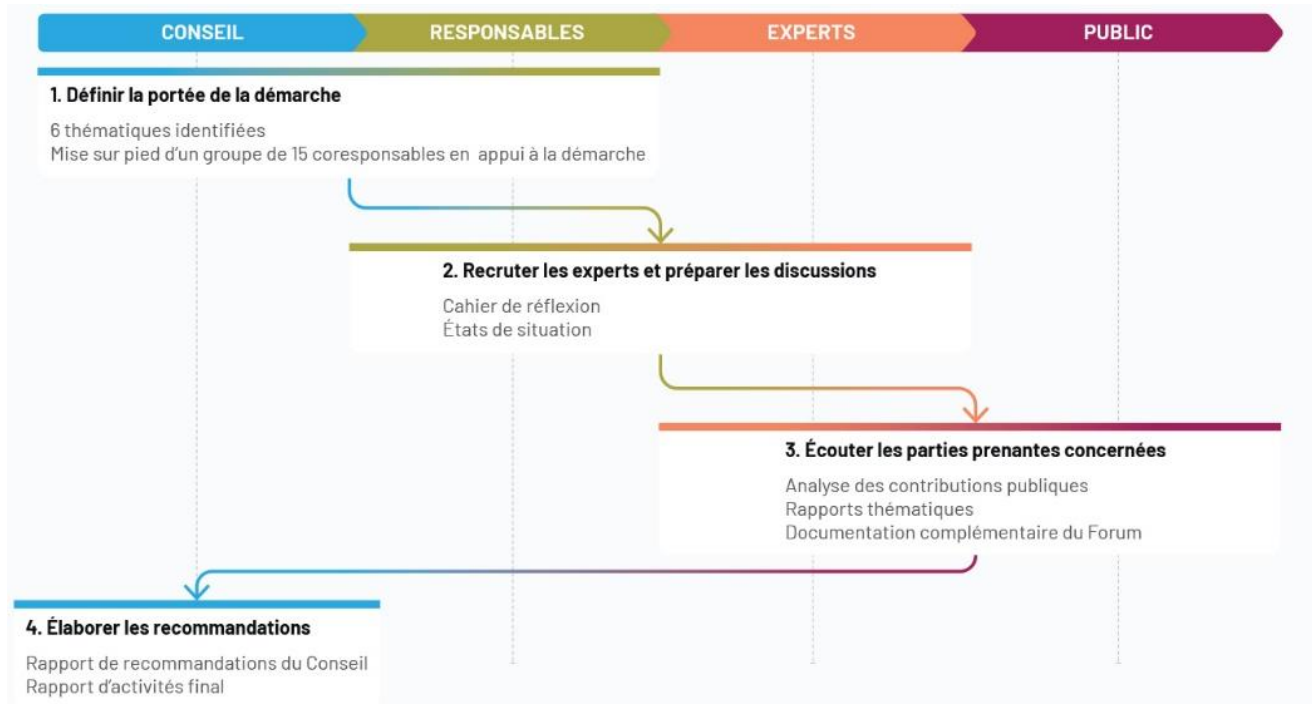 CONSEIL
RESPONSABLES
EXPERTS
PUBLIC
1. Définir la portée de la démarche
6 thématiques identifiées
Mise sur pied d'un groupe de 15 coresponsables en appui à la démarche
2. Recruter les experts et préparer les discussions
Cahier de réflexion
États de situation
3. Écouter les parties prenantes concernées
Analyse des contributions publiques
Rapports thématiques
Documentation complémentaire du Forum
4. Élaborer les recommandations
Rapport de recommandations du Conseil
Rapport d'activités final